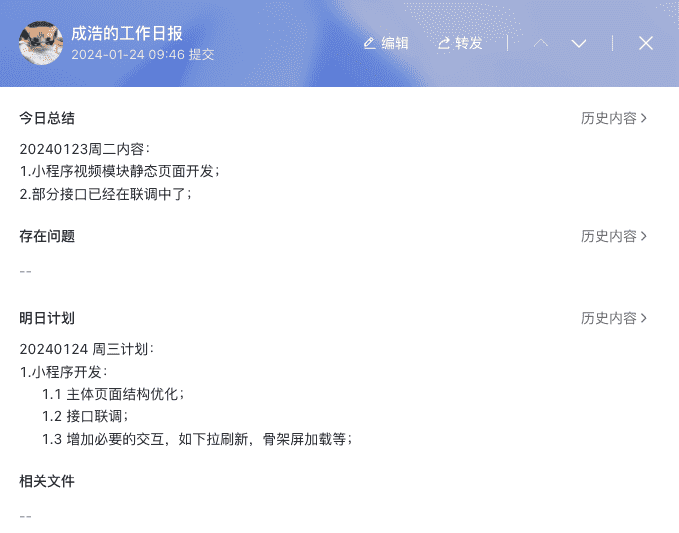 成浩的工作日报
2024-01-24 09:46 提交
编辑
转发
今日总结
历史内容
20240123周二内容：
1.小程序视频模块静态页面开发；
2.部分接口已经在联调中了；
存在问题
历史内容
--
明日计划
历史内容
20240124 周三计划：
1.小程序开发：
1.1 主体页面结构优化；
1.2 接口联调；
1.3 增加必要的交互，如下拉刷新，骨架屏加载等；
相关文件
--